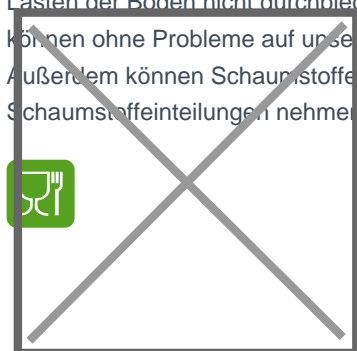 Lasten der Boden nicht
können ohne Probleme auf
Außerdem können Schaumstoffe
Schaumstoffeinteilungen nehmen